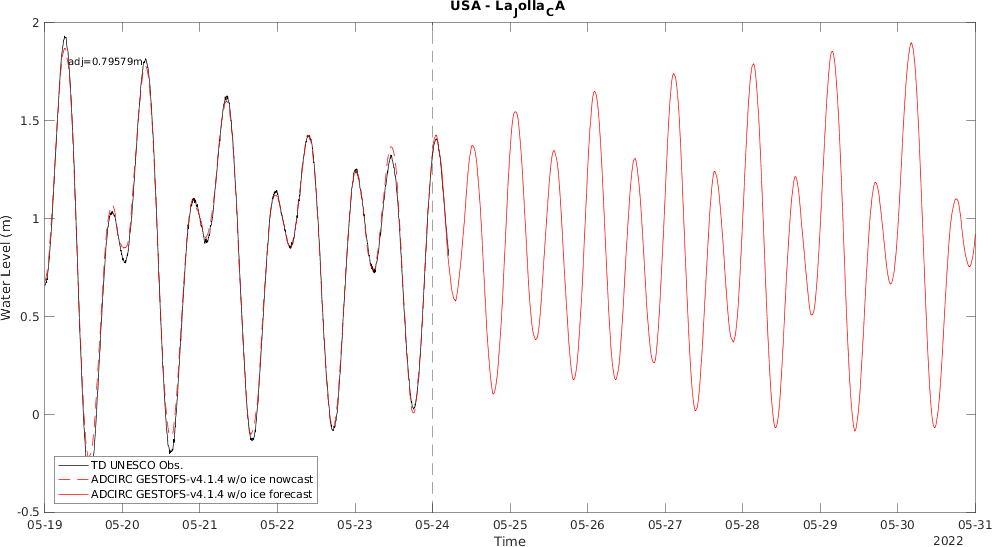 USA - LaJollaCA
adj=0.79579m
2
1.5
1
0.5
0
-0.5
Water Level (m)
TD UNESCO Obs.
ADCIRC GESTOFS-v4.1.4 w/o ice nowcast
ADCIRC GESTOFS-v4.1.4 w/o ice forecast
05-19 05-20 05-21 05-22 05-23 05-24 05-25 05-26 05-27 05-28 05-29 05-30 05-31
Time
2022